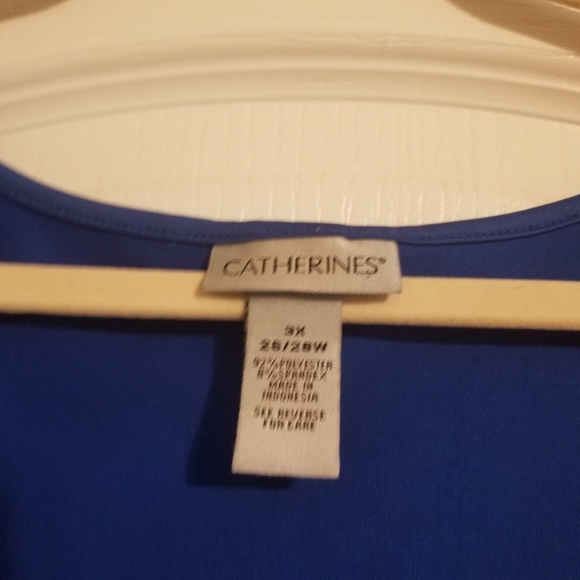 CATHERINES®
3X
26/28W
92% POLYESTER
8% SPANDEX
MADE IN
INDONESIA
SEE REVERSE
FOR CARE